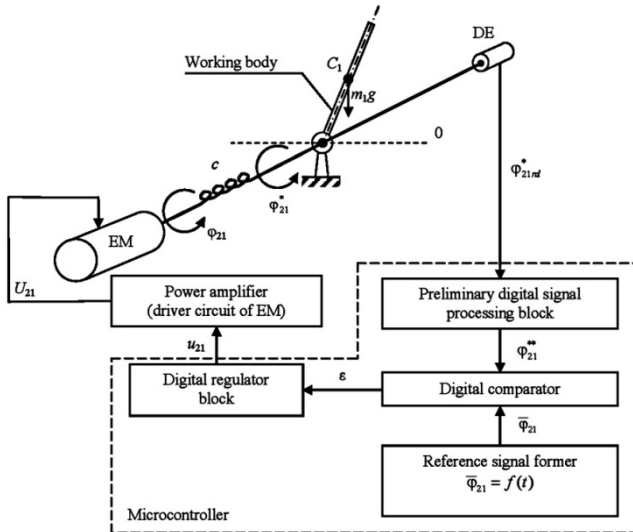 DE
C₁
Working body
m₁g
0
c
φ*₂₁
φ*₂₁rd
φ₂₁
EM
U₂₁
Power amplifier
(driver circuit of EM)
Preliminary digital signal
processing block
u₂₁
φ**₂₁
Digital regulator
block
ε
Digital comparator
φ̅₂₁
Reference signal former
φ̅₂₁ = f(t)
Microcontroller